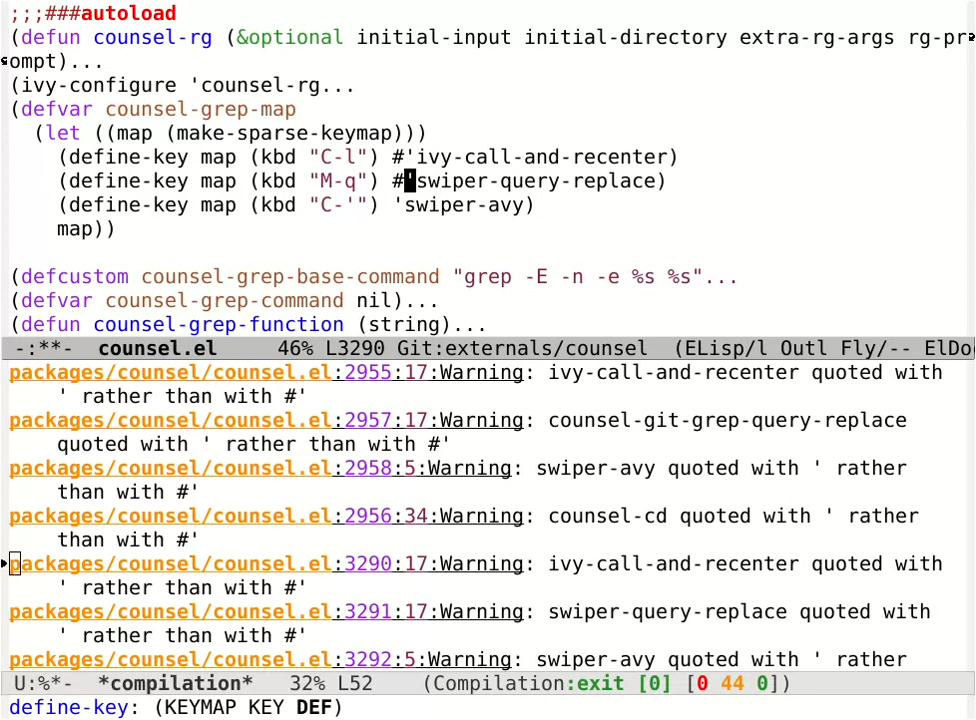 ;;;###autoload
(defun counsel-rg (&optional initial-input initial-directory extra-rg-args rg-pr
ompt)...
(ivy-configure 'counsel-rg...
(defvar counsel-grep-map
  (let ((map (make-sparse-keymap)))
    (define-key map (kbd "C-l") #'ivy-call-and-recenter)
    (define-key map (kbd "M-q") #'swiper-query-replace)
    (define-key map (kbd "C-'") 'swiper-avy)
    map))
(defcustom counsel-grep-base-command "grep -E -n -e %s %s"...
(defvar counsel-grep-command nil)...
(defun counsel-grep-function (string)...
-:**-  counsel.el     46% L3290 Git:externals/counsel  (ELisp/l Outl Fly/-- ElDo
packages/counsel/counsel.el:2955:17:Warning: ivy-call-and-recenter quoted with
    ' rather than with #'
packages/counsel/counsel.el:2957:17:Warning: counsel-git-grep-query-replace
    quoted with ' rather than with #'
packages/counsel/counsel.el:2958:5:Warning: swiper-avy quoted with ' rather
    than with #'
packages/counsel/counsel.el:2956:34:Warning: counsel-cd quoted with ' rather
    than with #'
packages/counsel/counsel.el:3290:17:Warning: ivy-call-and-recenter quoted with
    ' rather than with #'
packages/counsel/counsel.el:3291:17:Warning: swiper-query-replace quoted with
    ' rather than with #'
packages/counsel/counsel.el:3292:5:Warning: swiper-avy quoted with ' rather
U:%*-  *compilation*   32% L52    (Compilation:exit [0] [0 44 0])
define-key: (KEYMAP KEY DEF)